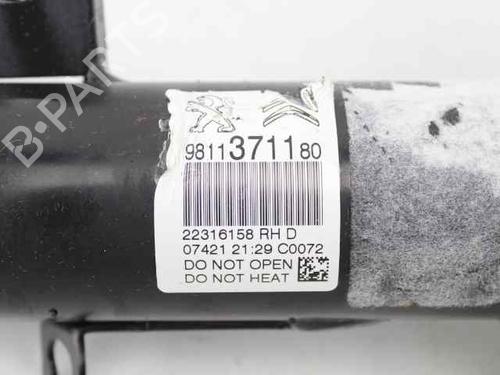 B-PARTS
9811371180
22316158 RH D
07421 21:29 C0072
DO NOT OPEN
DO NOT HEAT